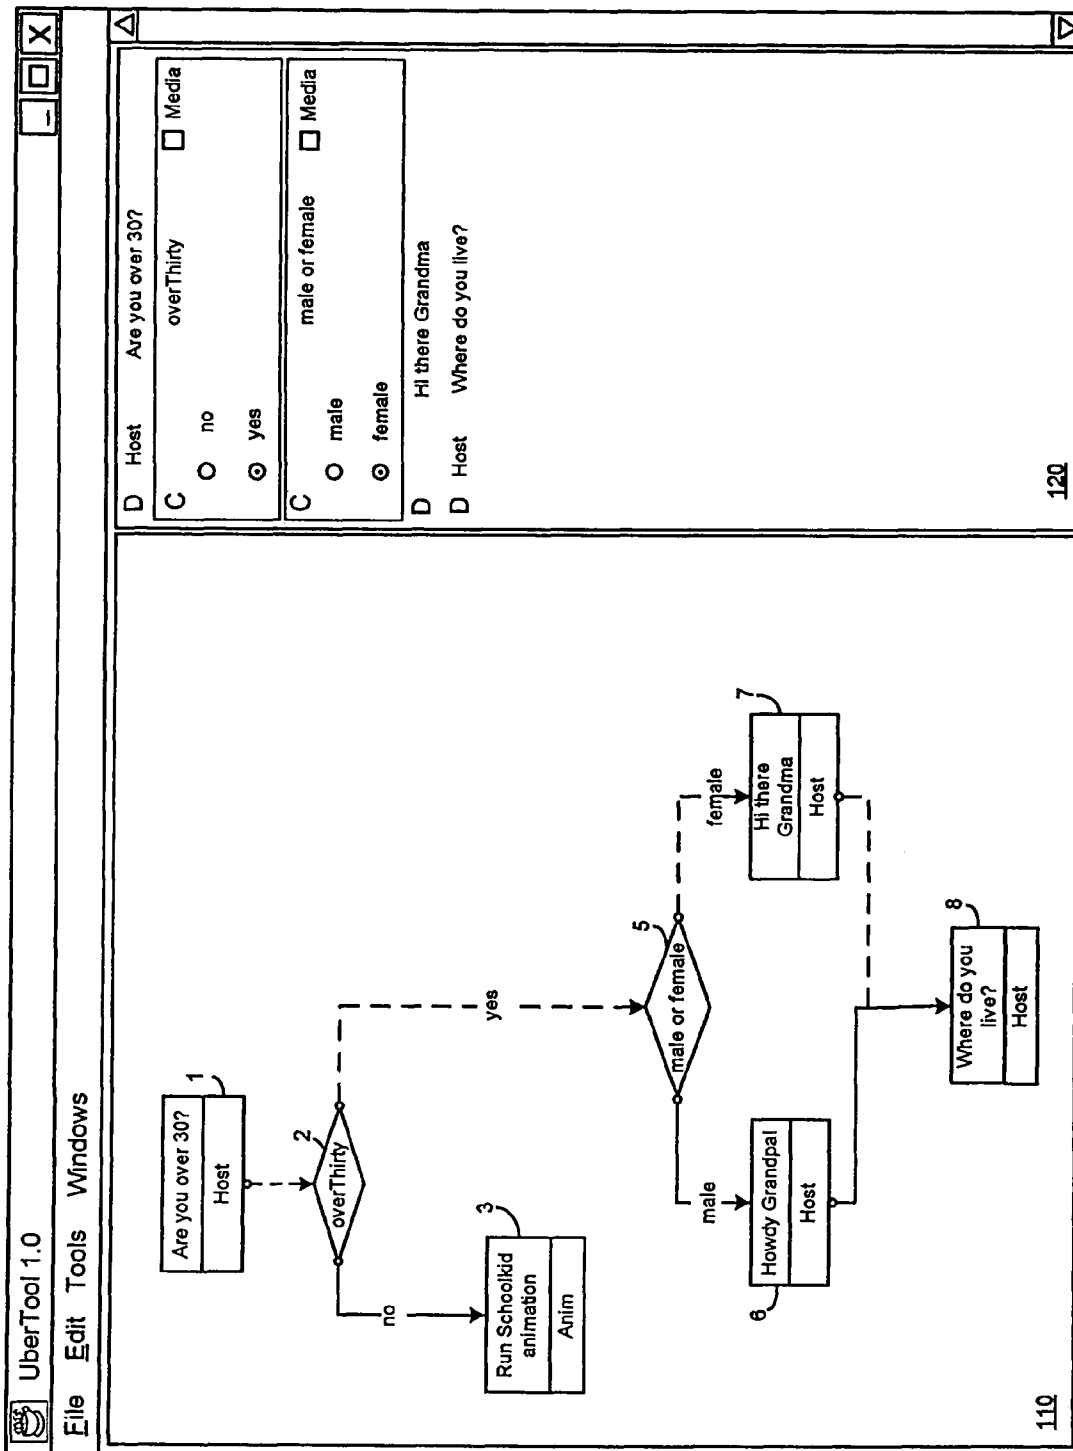 UberTool 1.0
_ X
File Edit Tools Windows
Are you over 30?
Host
1
overThirty
2
no
yes
Run Schoolkid
animation
Anim
3
male or female
5
male
female
Howdy Grandpal
Host
6
Hi there
Grandma
Host
7
Where do you
live?
Host
8
110
D Host Are you over 30?
C overThirty Media
no
yes
C male or female Media
male
female
D Hi there Grandma
D Host Where do you live?
120